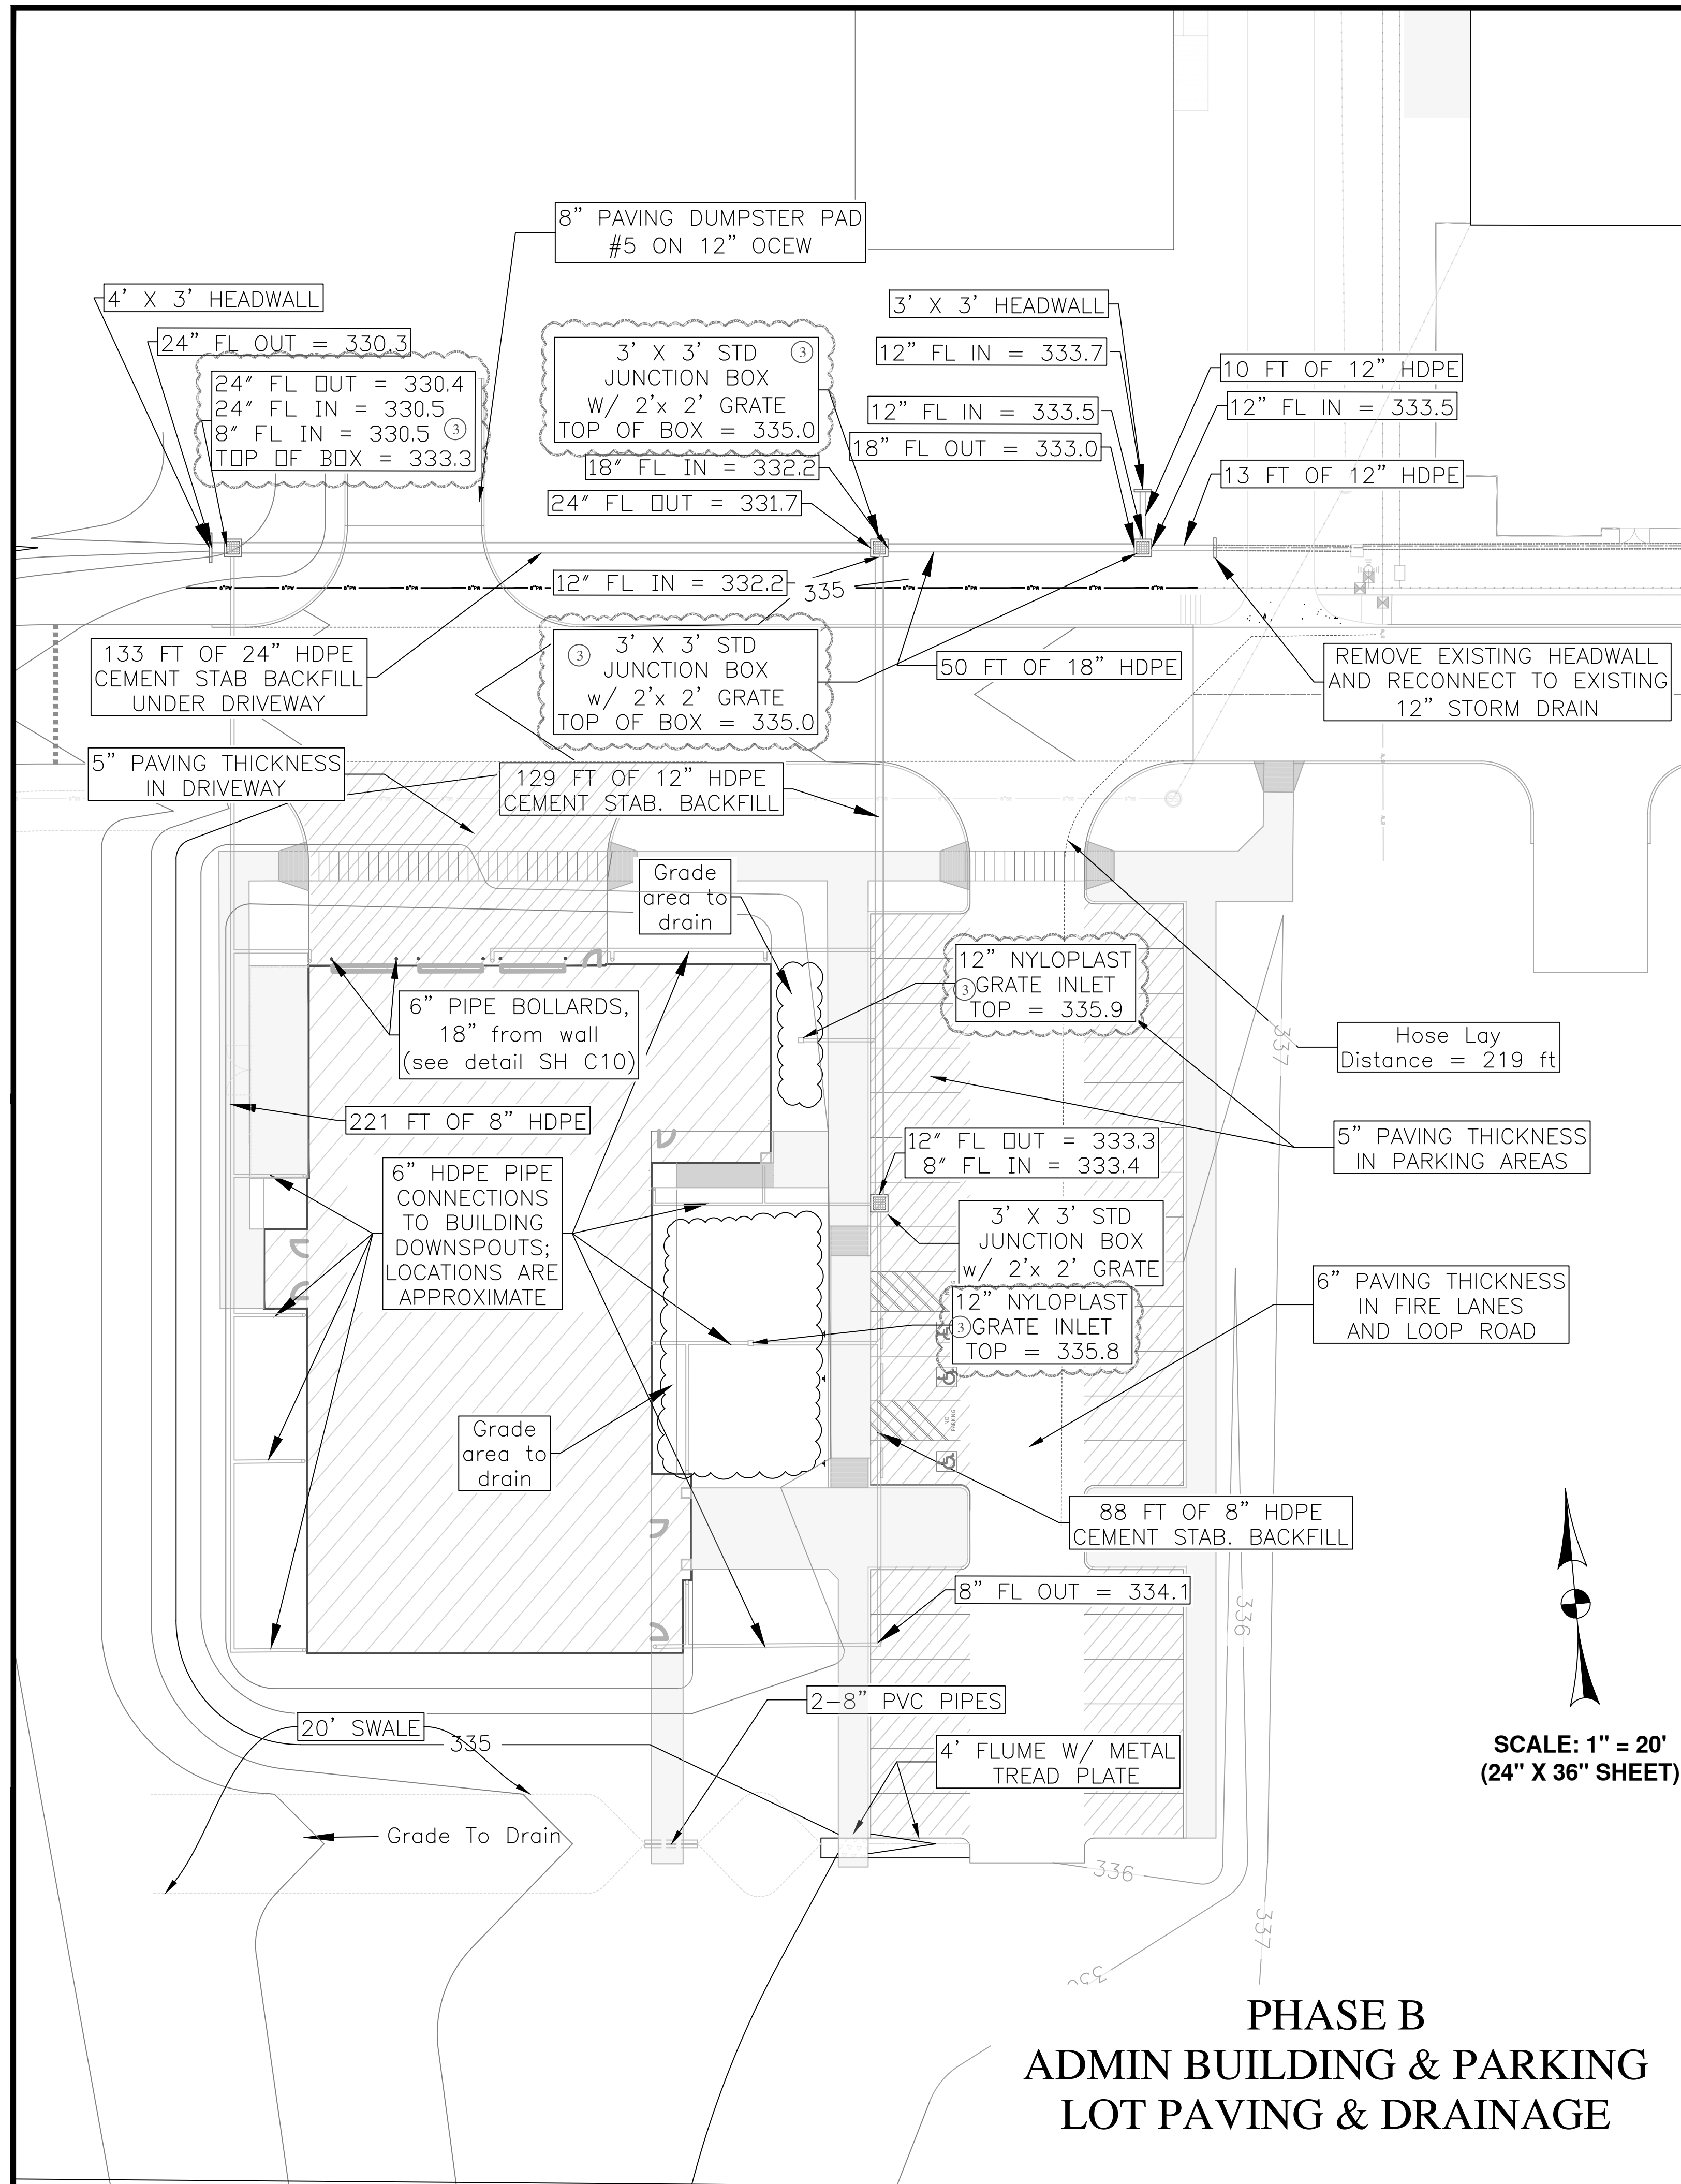 8” PAVING DUMPSTER PAD
#5 ON 12” OCEW
4’ X 3’ HEADWALL
24” FL OUT = 330.3
24″ FL OUT = 330.4
24″ FL IN = 330.5
8″ FL IN = 330.5 3
TOP OF BOX = 333.3
3’ X 3’ STD 3
JUNCTION BOX
W/ 2’x 2’ GRATE
TOP OF BOX = 335.0
18″ FL IN = 332.2
24″ FL OUT = 331.7
3’ X 3’ HEADWALL
12” FL IN = 333.7
12” FL IN = 333.5
18” FL OUT = 333.0
10 FT OF 12” HDPE
12” FL IN = 333.5
13 FT OF 12” HDPE
12” FL IN = 332.2
335
133 FT OF 24” HDPE
CEMENT STAB BACKFILL
UNDER DRIVEWAY
3 3’ X 3’ STD
JUNCTION BOX
w/ 2’x 2’ GRATE
TOP OF BOX = 335.0
50 FT OF 18” HDPE
REMOVE EXISTING HEADWALL
AND RECONNECT TO EXISTING
12” STORM DRAIN
5” PAVING THICKNESS
IN DRIVEWAY
129 FT OF 12” HDPE
CEMENT STAB. BACKFILL
Grade
area to
drain
12” NYLOPLAST
3 GRATE INLET
TOP = 335.9
6” PIPE BOLLARDS,
18” from wall
(see detail SH C10)
337
Hose Lay
Distance = 219 ft
221 FT OF 8” HDPE
12″ FL OUT = 333.3
8″ FL IN = 333.4
5” PAVING THICKNESS
IN PARKING AREAS
6” HDPE PIPE
CONNECTIONS
TO BUILDING
DOWNSPOUTS;
LOCATIONS ARE
APPROXIMATE
3’ X 3’ STD
JUNCTION BOX
w/ 2’x 2’ GRATE
12” NYLOPLAST
3 GRATE INLET
TOP = 335.8
6” PAVING THICKNESS
IN FIRE LANES
AND LOOP ROAD
NO
PARKING
Grade
area to
drain
88 FT OF 8” HDPE
CEMENT STAB. BACKFILL
8” FL OUT = 334.1
336
2-8” PVC PIPES
20’ SWALE
335
4’ FLUME W/ METAL
TREAD PLATE
SCALE: 1" = 20'
(24" X 36" SHEET)
Grade To Drain
336
337
PHASE B
ADMIN BUILDING & PARKING
LOT PAVING & DRAINAGE